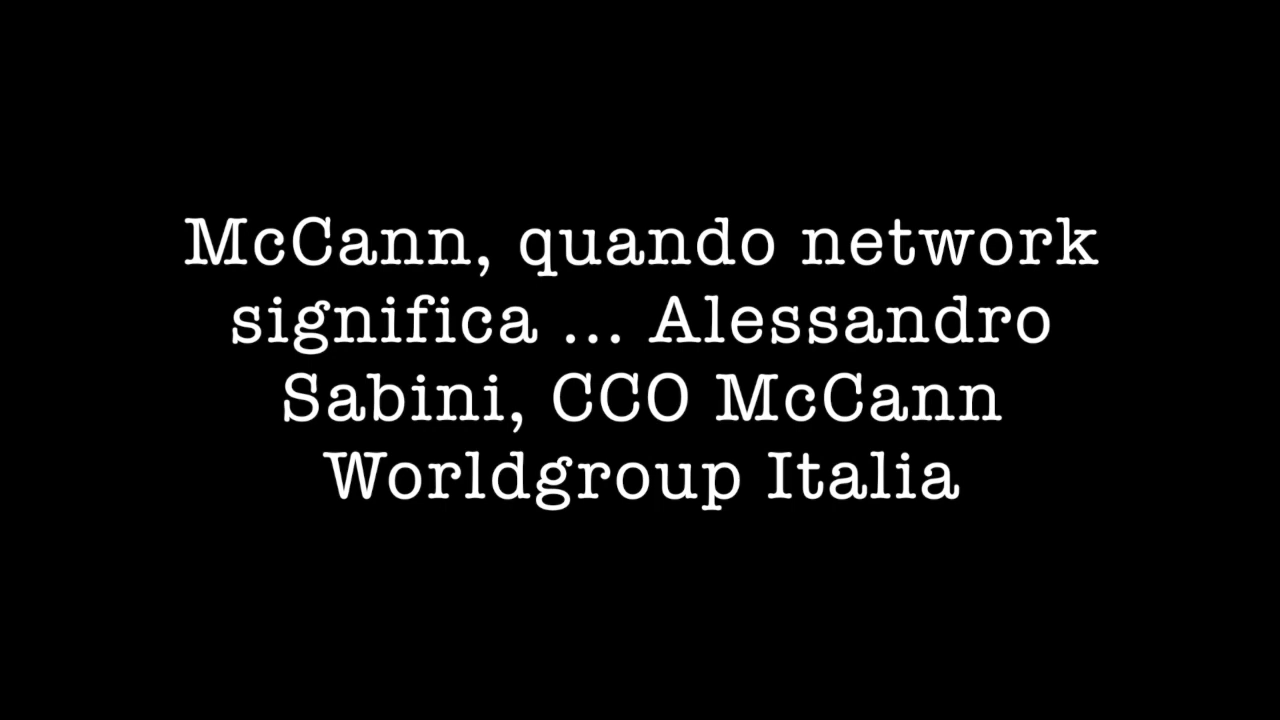 McCann, quando network
significa ... Alessandro
Sabini, CCO McCann
Worldgroup Italia